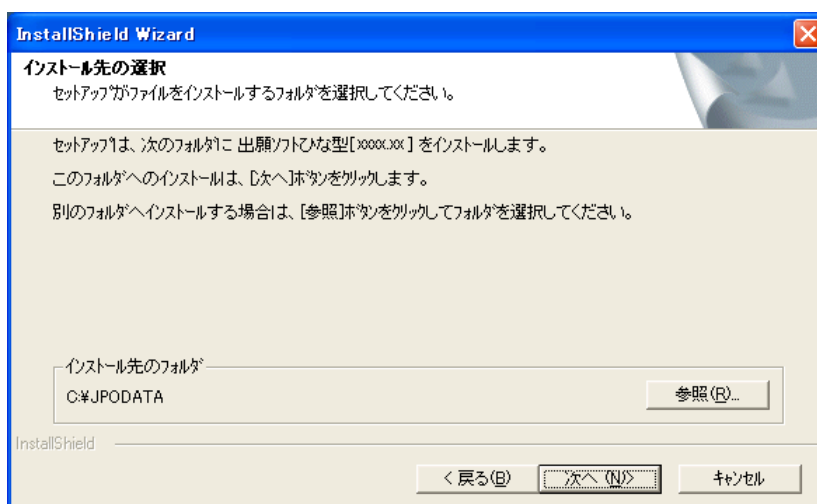 InstallShield Wizard
インストール先の選択
セットアップがファイルをインストールするフォルダを選択してください。
セットアップは、次のフォルダに 出願ソフトひな型[xxxx.xx] をインストールします。
このフォルダへのインストールは、[次へ]ボタンをクリックします。
別のフォルダへインストールする場合は、[参照]ボタンをクリックしてフォルダを選択してください。
インストール先のフォルダ
C:¥JPODATA
参照(R)...
InstallShield
< 戻る(B)
次へ (N)>
キャンセル